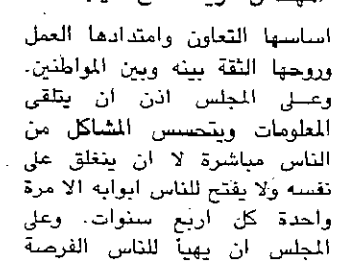 اساسها التعاون وامتدادها العمل
وروحها الثقة بينه وبين المواطنين.
وعلى المجلس اذن ان يتلقى
المعلومات ويتحسس المشاكل من
الناس مباشرة لا ان ينغلق على
نفسه ولا يفتح للناس ابوابه الا مرة
واحدة كل اربع سنوات. وعلى
المجلس ان يهيأ للناس الفرصة